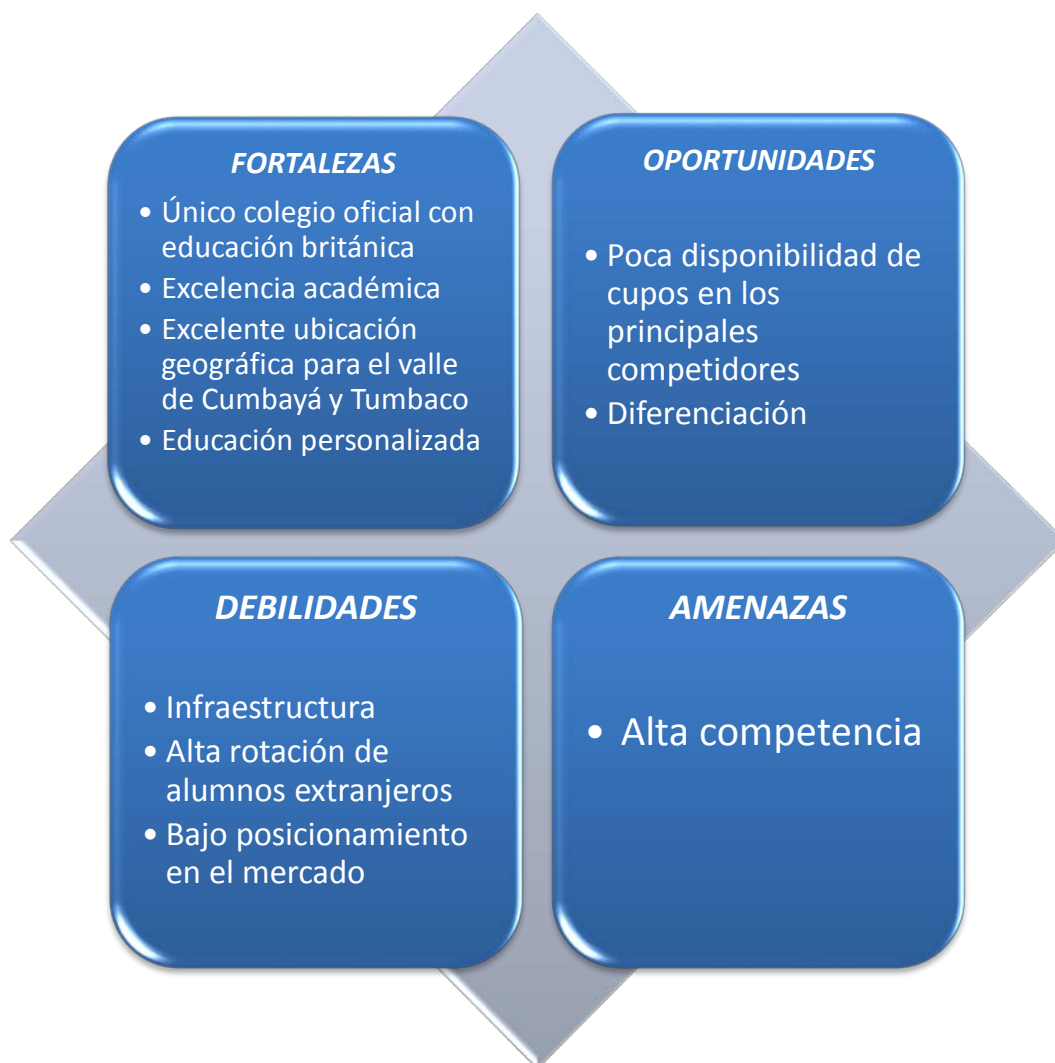 FORTALEZAS
• Único colegio oficial con
educación británica
• Excelencia académica
• Excelente ubicación
geográfica para el valle
de Cumbayá y Tumbaco
• Educación personalizada
OPORTUNIDADES
• Poca disponibilidad de
cupos en los
principales
competidores
• Diferenciación
DEBILIDADES
• Infraestructura
• Alta rotación de
alumnos extranjeros
• Bajo posicionamiento
en el mercado
AMENAZAS
• Alta competencia